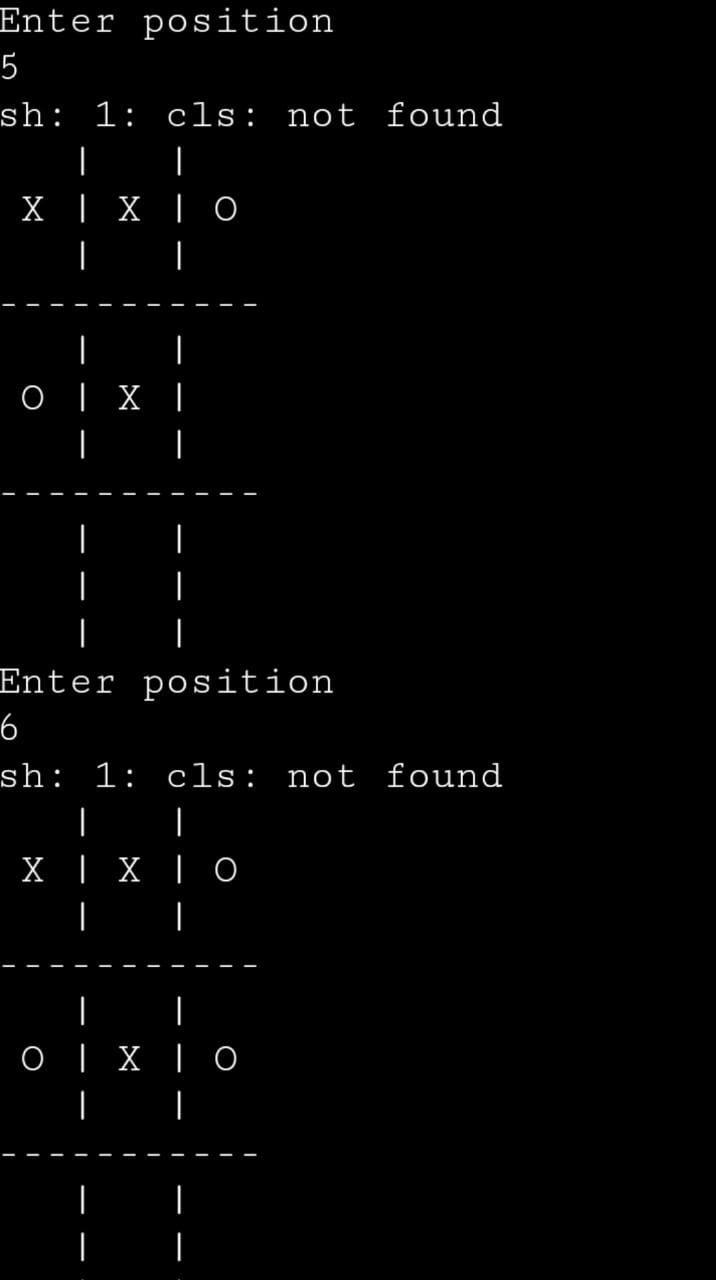 Enter position
5
sh: 1: cls: not found
   |   |
 X | X | O
   |   |
-----------
   |   |
 O | X |
   |   |
-----------
   |   |
   |   |
   |   |
Enter position
6
sh: 1: cls: not found
   |   |
 X | X | O
   |   |
-----------
   |   |
 O | X | O
   |   |
-----------
   |   |
   |   |